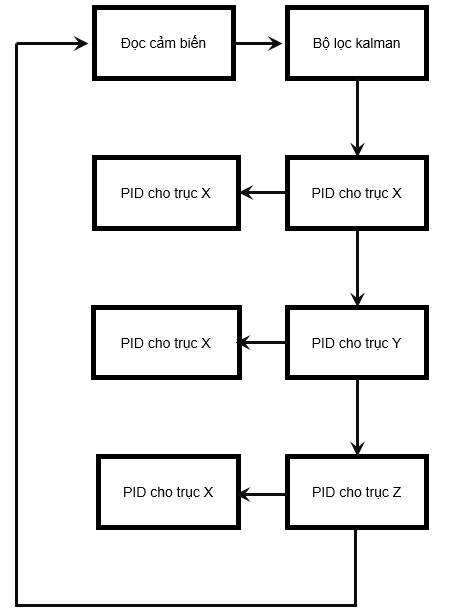 Đọc cảm biến
Bộ lọc kalman
PID cho trục X
PID cho trục X
PID cho trục X
PID cho trục Y
PID cho trục X
PID cho trục Z